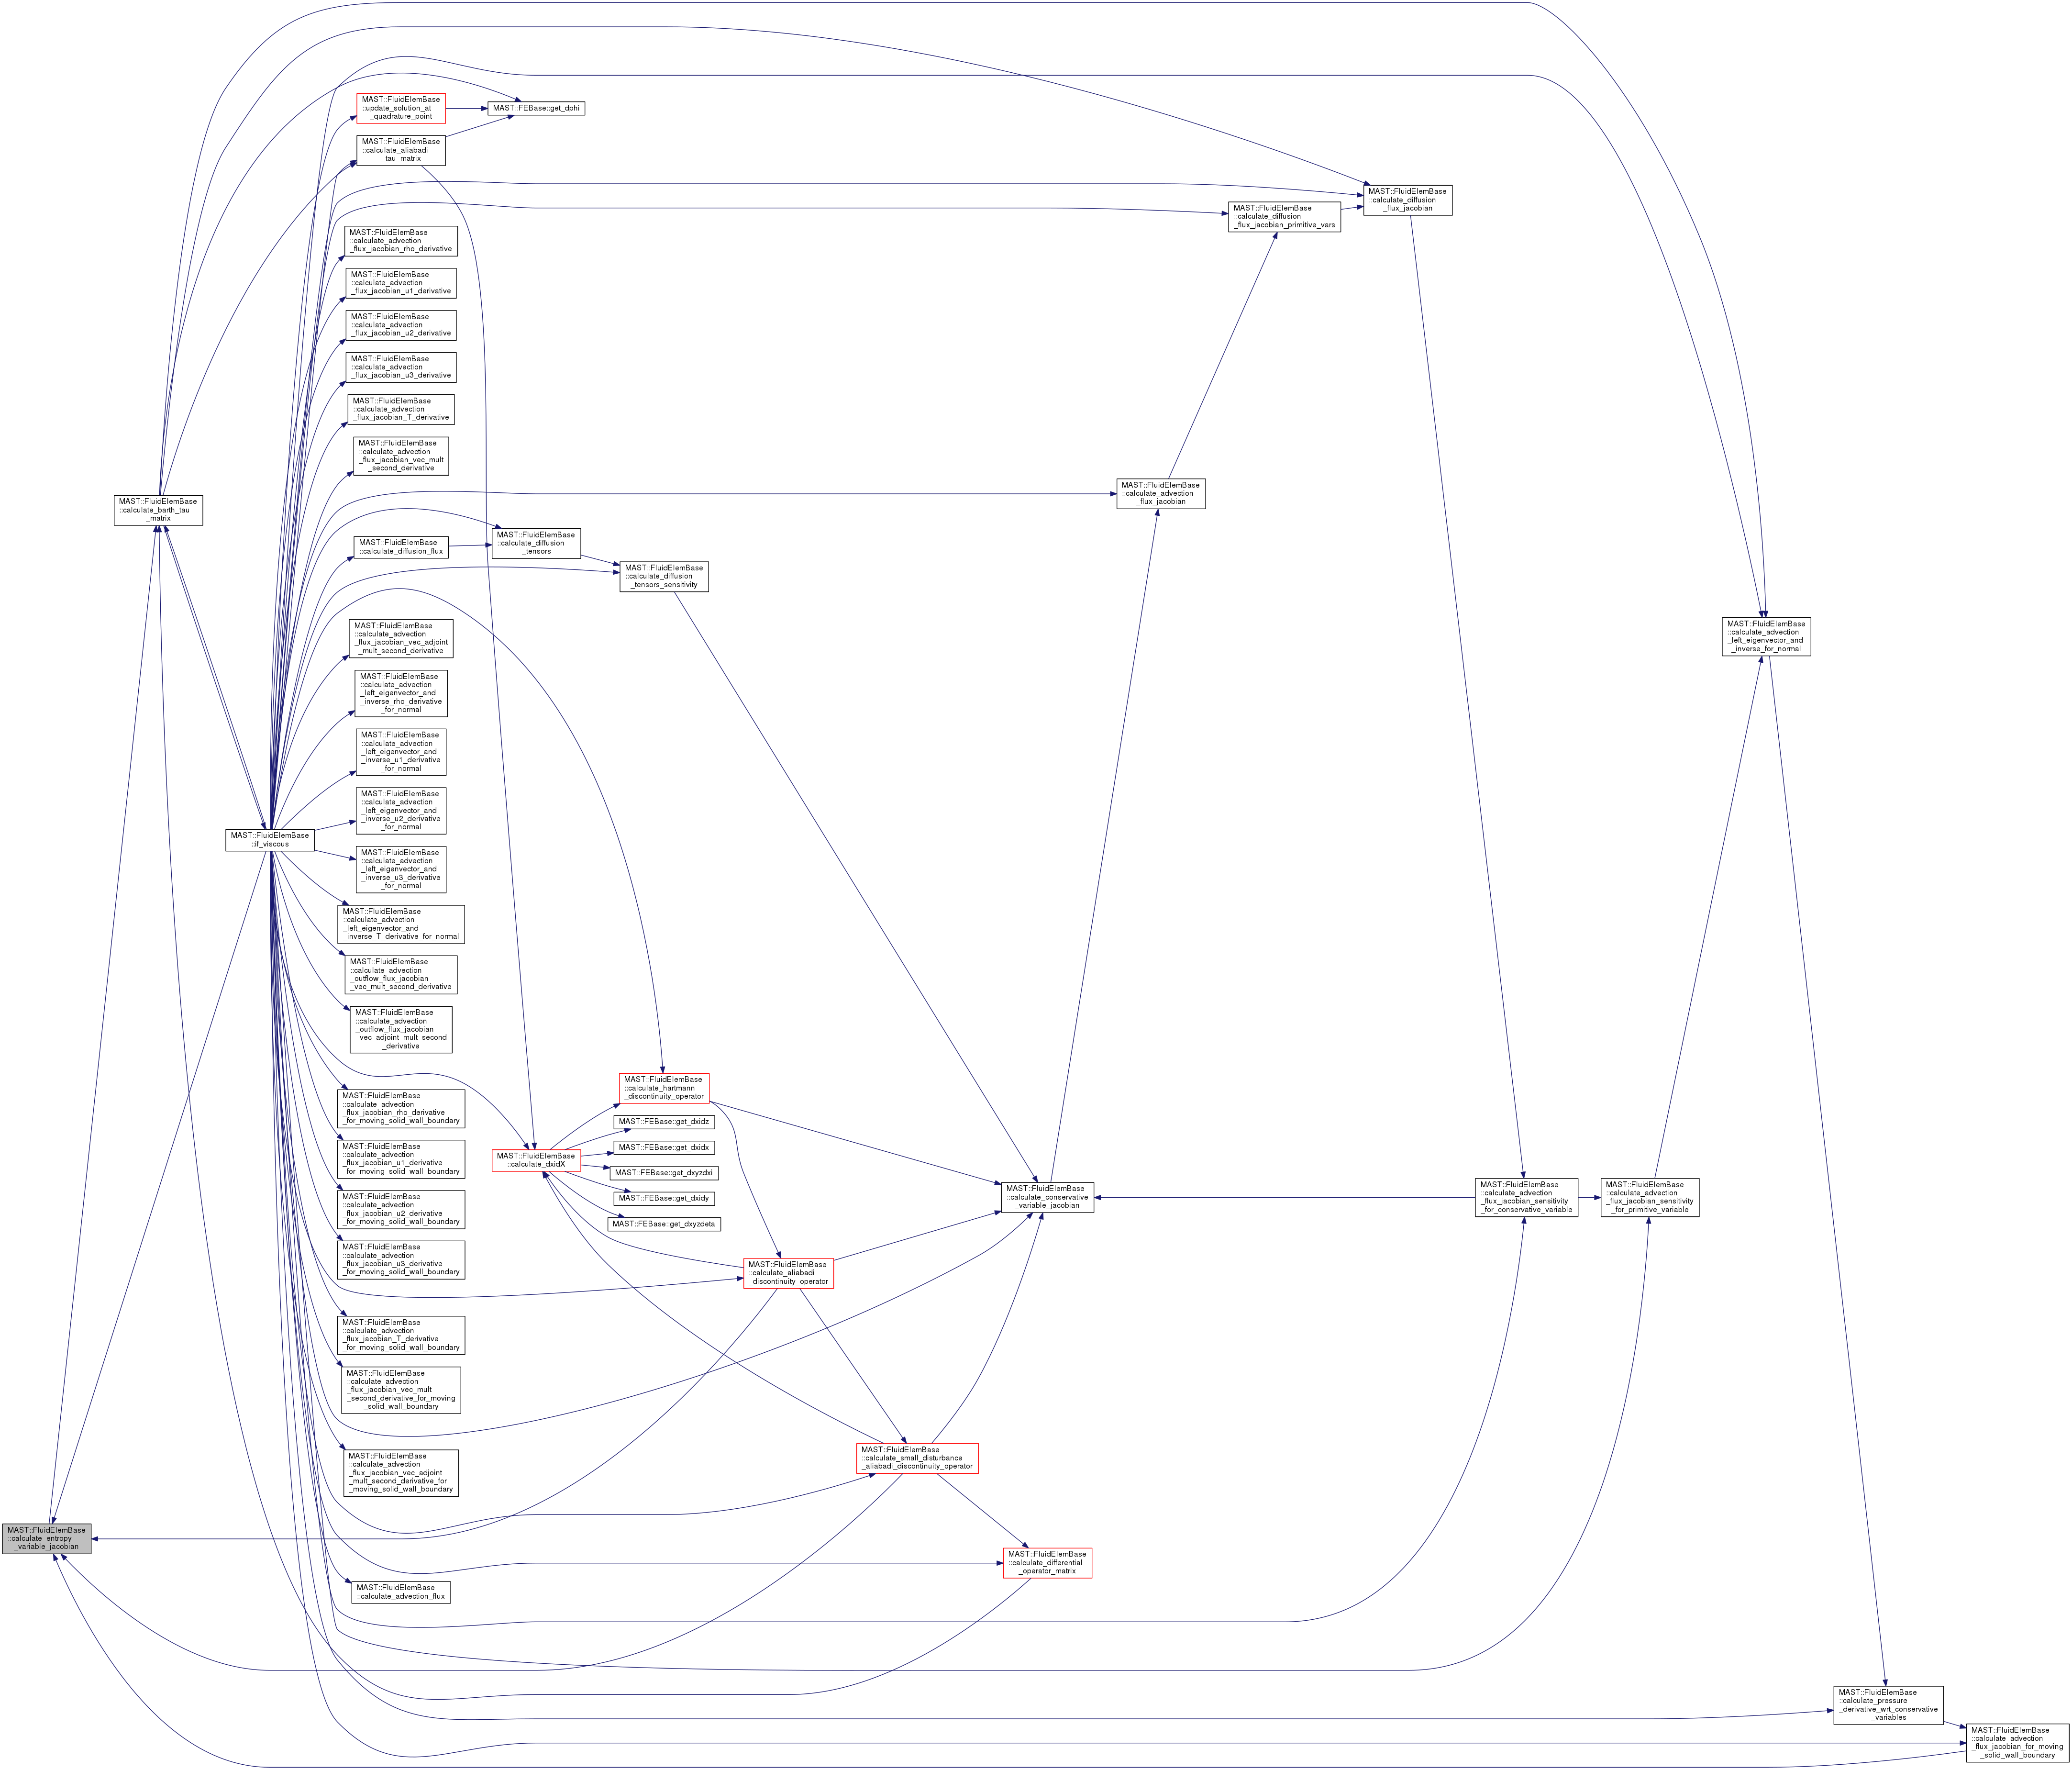 MAST::FluidElemBase
::update_solution_at
_quadrature_point
MAST::FEBase::get_dphi
MAST::FluidElemBase
::calculate_aliabadi
_tau_matrix
MAST::FluidElemBase
::calculate_diffusion
_flux_jacobian
MAST::FluidElemBase
::calculate_diffusion
_flux_jacobian_primitive_vars
MAST::FluidElemBase
::calculate_advection
_flux_jacobian_rho_derivative
MAST::FluidElemBase
::calculate_advection
_flux_jacobian_u1_derivative
MAST::FluidElemBase
::calculate_advection
_flux_jacobian_u2_derivative
MAST::FluidElemBase
::calculate_advection
_flux_jacobian_u3_derivative
MAST::FluidElemBase
::calculate_advection
_flux_jacobian_T_derivative
MAST::FluidElemBase
::calculate_advection
_flux_jacobian_vec_mult
_second_derivative
MAST::FluidElemBase
::calculate_advection
_flux_jacobian
MAST::FluidElemBase
::calculate_barth_tau
_matrix
MAST::FluidElemBase
::calculate_diffusion_flux
MAST::FluidElemBase
::calculate_diffusion
_tensors
MAST::FluidElemBase
::calculate_diffusion
_tensors_sensitivity
MAST::FluidElemBase
::calculate_advection
_flux_jacobian_vec_adjoint
_mult_second_derivative
MAST::FluidElemBase
::calculate_advection
_left_eigenvector_and
_inverse_for_normal
MAST::FluidElemBase
::calculate_advection
_left_eigenvector_and
_inverse_rho_derivative
_for_normal
MAST::FluidElemBase
::calculate_advection
_left_eigenvector_and
_inverse_u1_derivative
_for_normal
MAST::FluidElemBase
::calculate_advection
_left_eigenvector_and
_inverse_u2_derivative
_for_normal
MAST::FluidElemBase
::if_viscous
MAST::FluidElemBase
::calculate_advection
_left_eigenvector_and
_inverse_u3_derivative
_for_normal
MAST::FluidElemBase
::calculate_advection
_left_eigenvector_and
_inverse_T_derivative_for_normal
MAST::FluidElemBase
::calculate_advection
_outflow_flux_jacobian
_vec_mult_second_derivative
MAST::FluidElemBase
::calculate_advection
_outflow_flux_jacobian
_vec_adjoint_mult_second
_derivative
MAST::FluidElemBase
::calculate_hartmann
_discontinuity_operator
MAST::FluidElemBase
::calculate_advection
_flux_jacobian_rho_derivative
_for_moving_solid_wall_boundary
MAST::FEBase::get_dxidz
MAST::FEBase::get_dxidx
MAST::FluidElemBase
::calculate_dxidX
MAST::FEBase::get_dxyzdxi
MAST::FEBase::get_dxidy
MAST::FEBase::get_dxyzdeta
MAST::FluidElemBase
::calculate_advection
_flux_jacobian_u1_derivative
_for_moving_solid_wall_boundary
MAST::FluidElemBase
::calculate_conservative
_variable_jacobian
MAST::FluidElemBase
::calculate_advection
_flux_jacobian_sensitivity
_for_conservative_variable
MAST::FluidElemBase
::calculate_advection
_flux_jacobian_sensitivity
_for_primitive_variable
MAST::FluidElemBase
::calculate_advection
_flux_jacobian_u2_derivative
_for_moving_solid_wall_boundary
MAST::FluidElemBase
::calculate_advection
_flux_jacobian_u3_derivative
_for_moving_solid_wall_boundary
MAST::FluidElemBase
::calculate_aliabadi
_discontinuity_operator
MAST::FluidElemBase
::calculate_advection
_flux_jacobian_T_derivative
_for_moving_solid_wall_boundary
MAST::FluidElemBase
::calculate_advection
_flux_jacobian_vec_mult
_second_derivative_for_moving
_solid_wall_boundary
MAST::FluidElemBase
::calculate_small_disturbance
_aliabadi_discontinuity_operator
MAST::FluidElemBase
::calculate_advection
_flux_jacobian_vec_adjoint
_mult_second_derivative_for
_moving_solid_wall_boundary
MAST::FluidElemBase
::calculate_entropy
_variable_jacobian
MAST::FluidElemBase
::calculate_differential
_operator_matrix
MAST::FluidElemBase
::calculate_advection_flux
MAST::FluidElemBase
::calculate_pressure
_derivative_wrt_conservative
_variables
MAST::FluidElemBase
::calculate_advection
_flux_jacobian_for_moving
_solid_wall_boundary